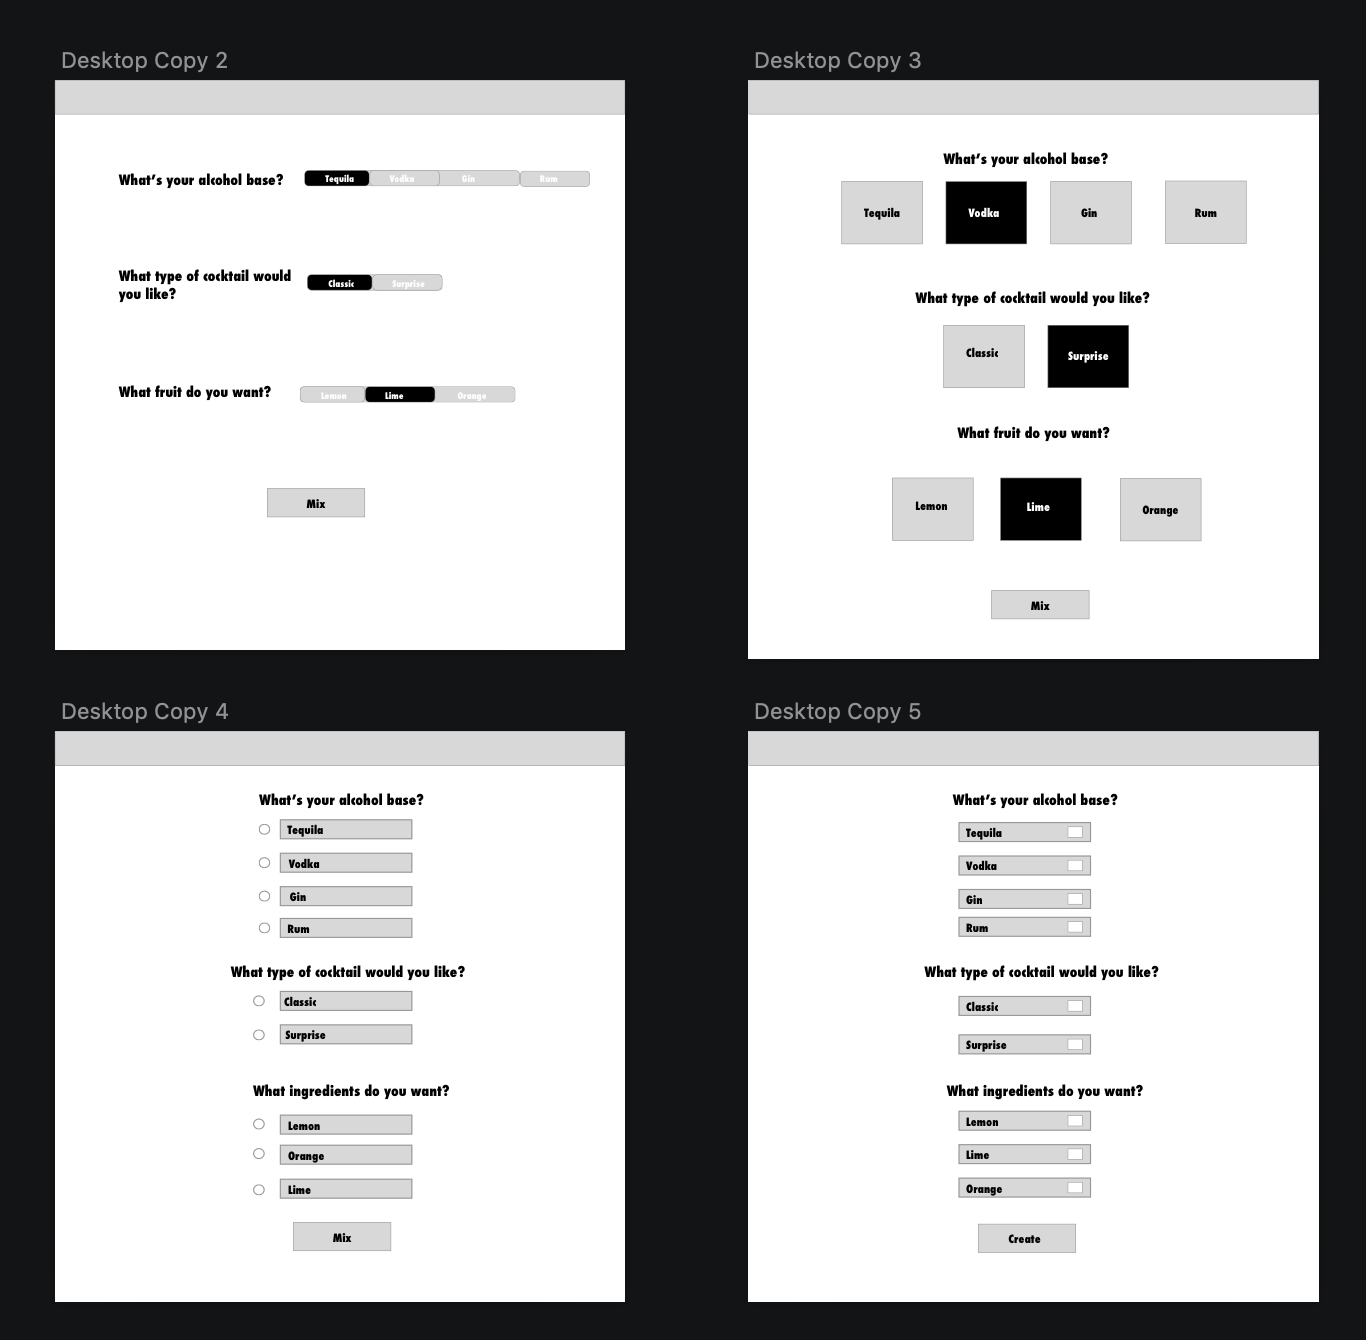 Desktop Copy 2
What's your alcohol base?
Tequila Vodka Gin Rum
What type of cocktail would
you like?
Classic Surprise
What fruit do you want?
Lemon Lime Orange
Mix
Desktop Copy 3
What's your alcohol base?
Tequila Vodka Gin Rum
What type of cocktail would you like?
Classic Surprise
What fruit do you want?
Lemon Lime Orange
Mix
Desktop Copy 4
What's your alcohol base?
Tequila
Vodka
Gin
Rum
What type of cocktail would you like?
Classic
Surprise
What ingredients do you want?
Lemon
Orange
Lime
Mix
Desktop Copy 5
What's your alcohol base?
Tequila
Vodka
Gin
Rum
What type of cocktail would you like?
Classic
Surprise
What ingredients do you want?
Lemon
Lime
Orange
Create